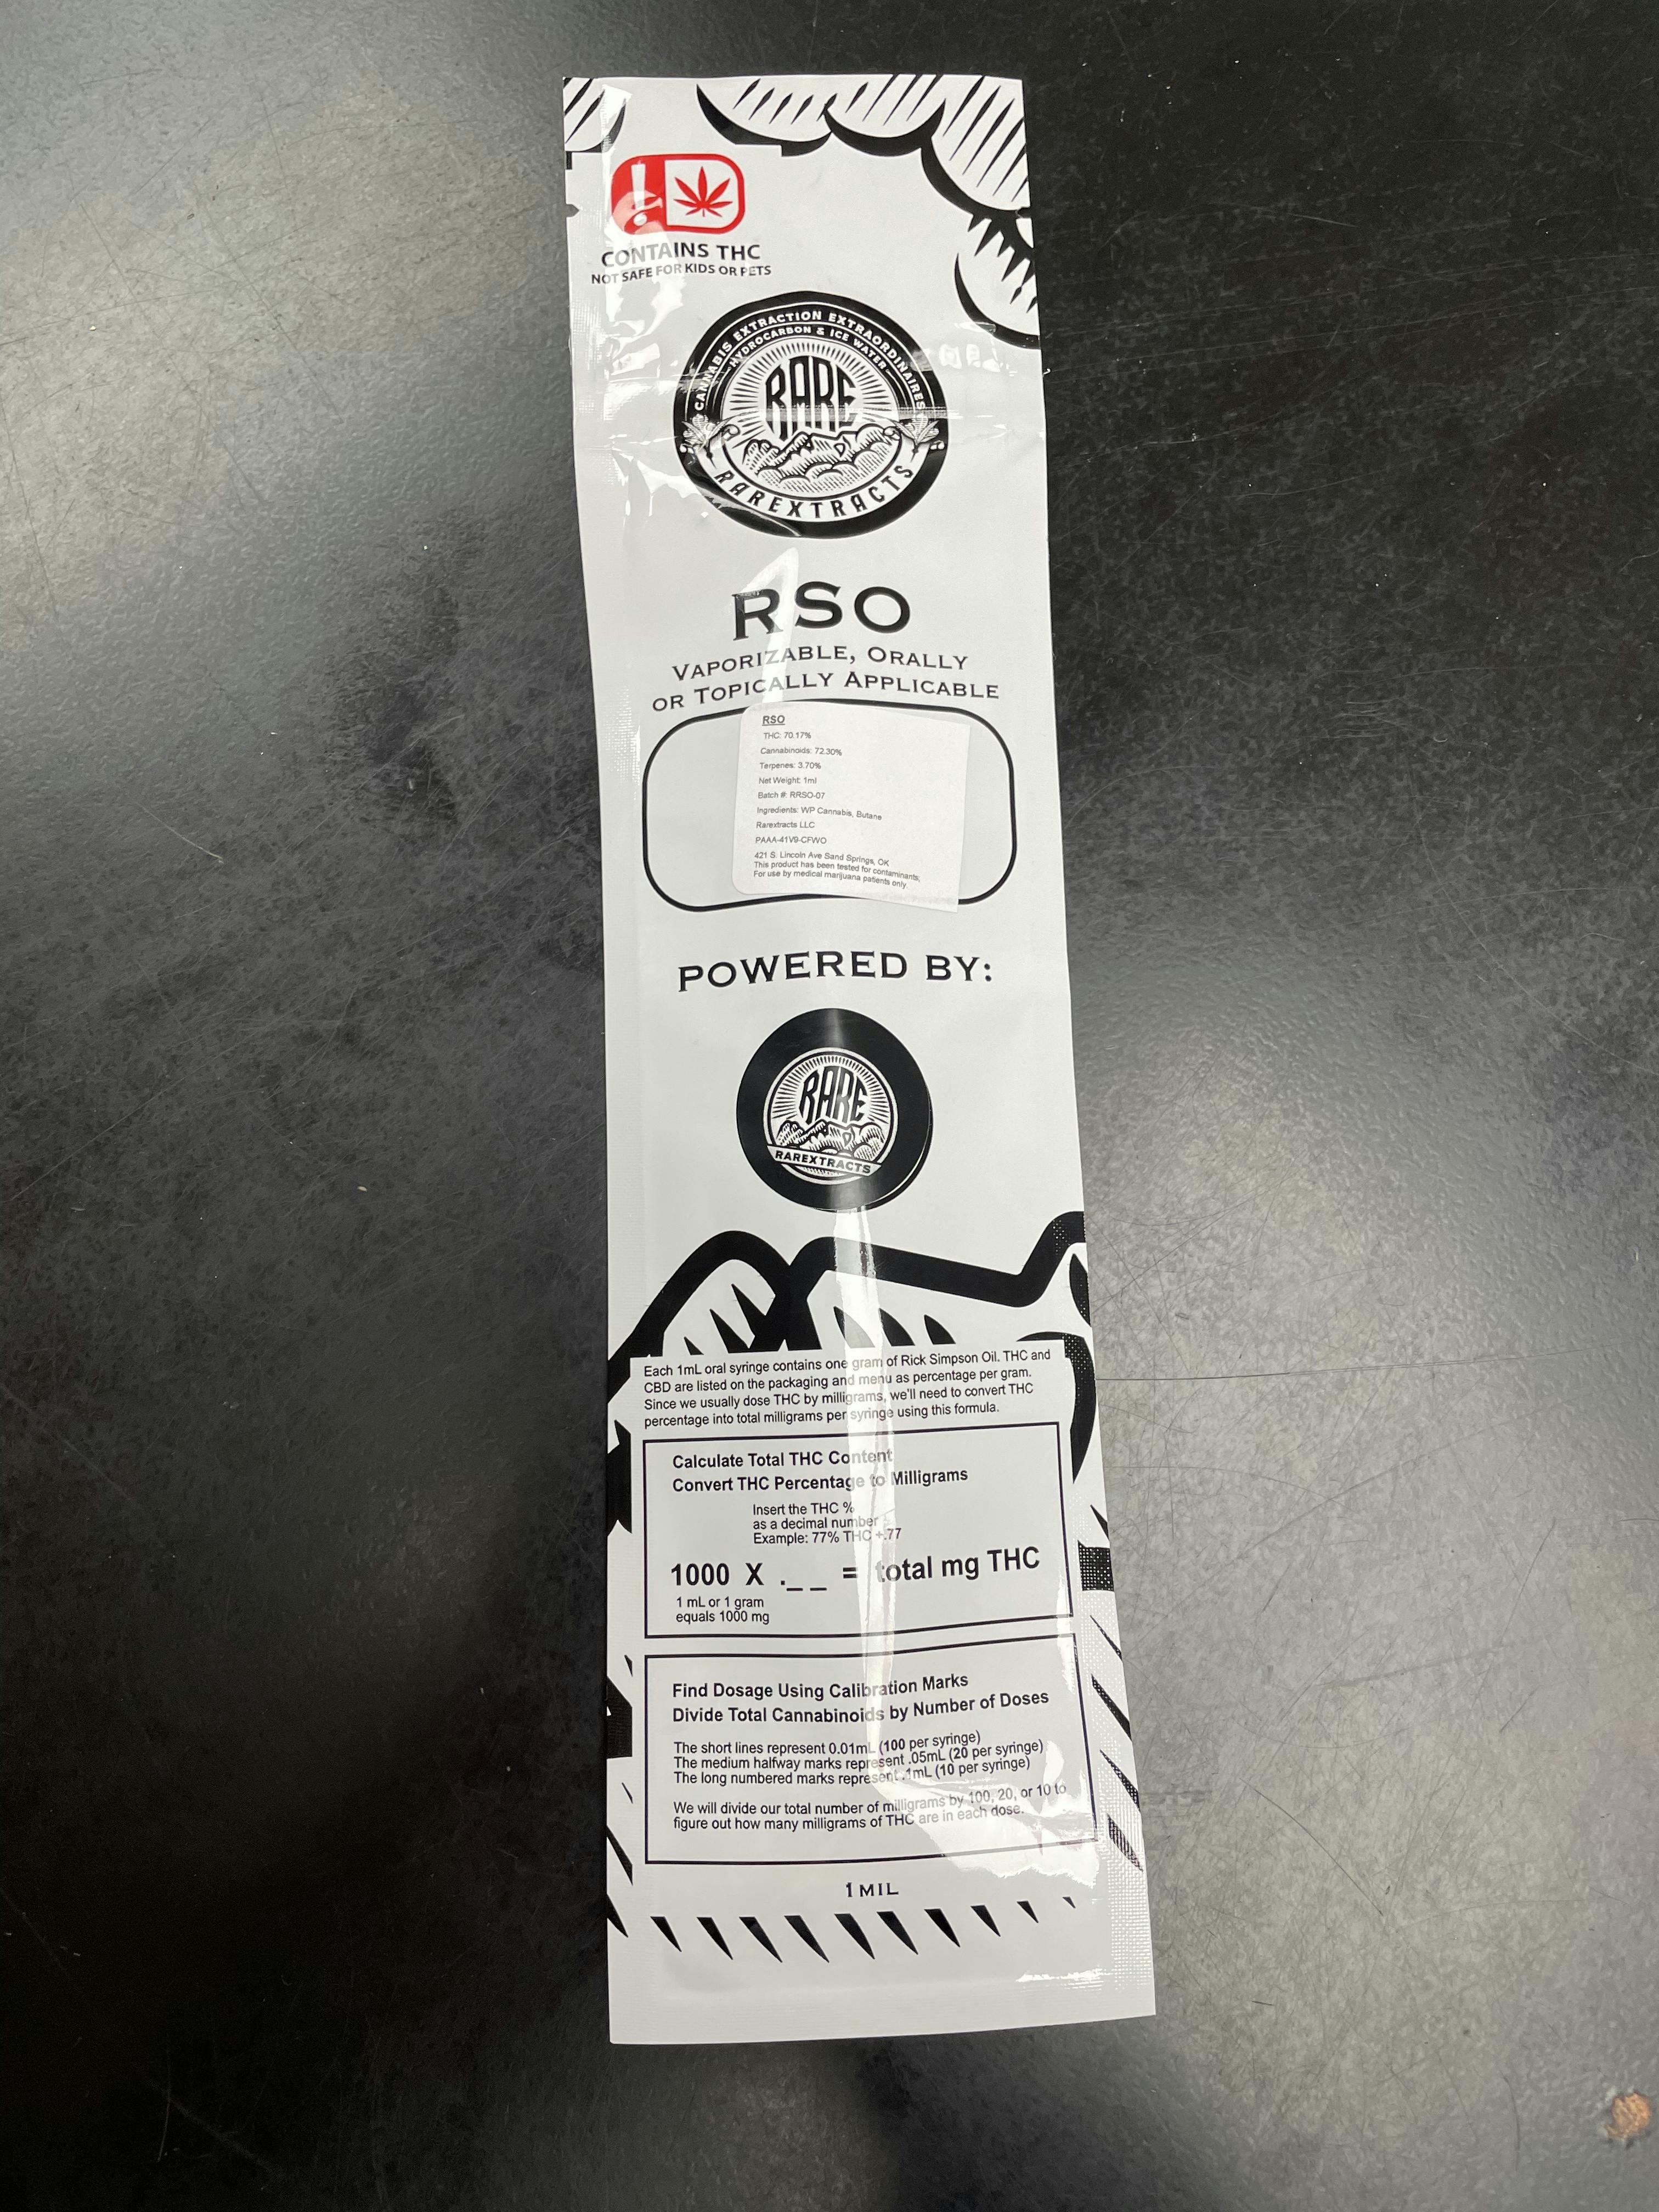 CONTAINS THC
NOT SAFE FOR KIDS OR PETS
CANNABIS EXTRACTION EXTRAORDINAIRES
HYDROCARBON & ICE WATER
RARE
RAREXTRACTS
RSO
VAPORIZABLE, ORALLY
OR TOPICALLY APPLICABLE
RSO
THC: 70.17%
Cannabinoids: 72.30%
Terpenes: 3.70%
Net Weight: 1ml
Batch #: RRSO-07
Ingredients: WP Cannabis, Butane
Rarextracts LLC
PAAA-41V9-CFWO
421 S. Lincoln Ave Sand Springs, OK
This product has been tested for contaminants;
For use by medical marijuana patients only.
POWERED BY:
RARE
RAREXTRACTS
Each 1mL oral syringe contains one gram of Rick Simpson Oil. THC and
CBD are listed on the packaging and menu as percentage per gram.
Since we usually dose THC by milligrams, we'll need to convert THC
percentage into total milligrams per syringe using this formula.
Calculate Total THC Content
Convert THC Percentage to Milligrams
Insert the THC %
as a decimal number
Example: 77% THC +.77
1000 X .__ = total mg THC
1 mL or 1 gram
equals 1000 mg
Find Dosage Using Calibration Marks
Divide Total Cannabinoids by Number of Doses
The short lines represent 0.01mL (100 per syringe)
The medium halfway marks represent .05mL (20 per syringe)
The long numbered marks represent .1mL (10 per syringe)
We will divide our total number of milligrams by 100, 20, or 10 to
figure out how many milligrams of THC are in each dose.
1 MIL